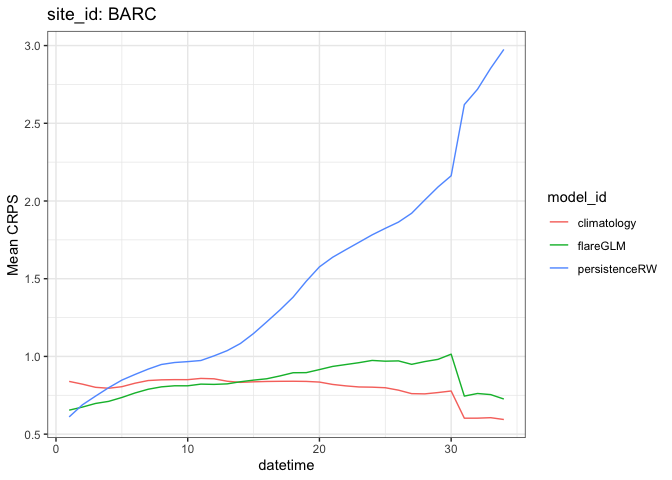 site_id: BARC
3.0
2.5
2.0
1.5
1.0
0.5
Mean CRPS
0
10
20
30
datetime
model_id
climatology
flareGLM
persistenceRW